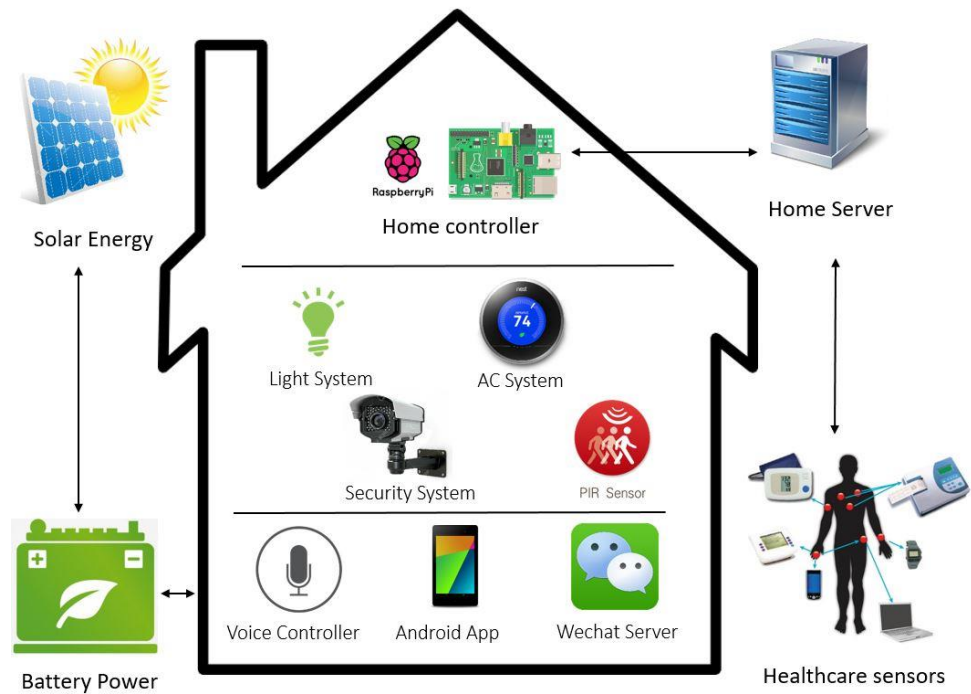 Solar Energy
RaspberryPi
Home controller
Home Server
nest
74
Light System
AC System
Security System
PIR Sensor
Voice Controller
Android App
Wechat Server
Battery Power
Healthcare sensors